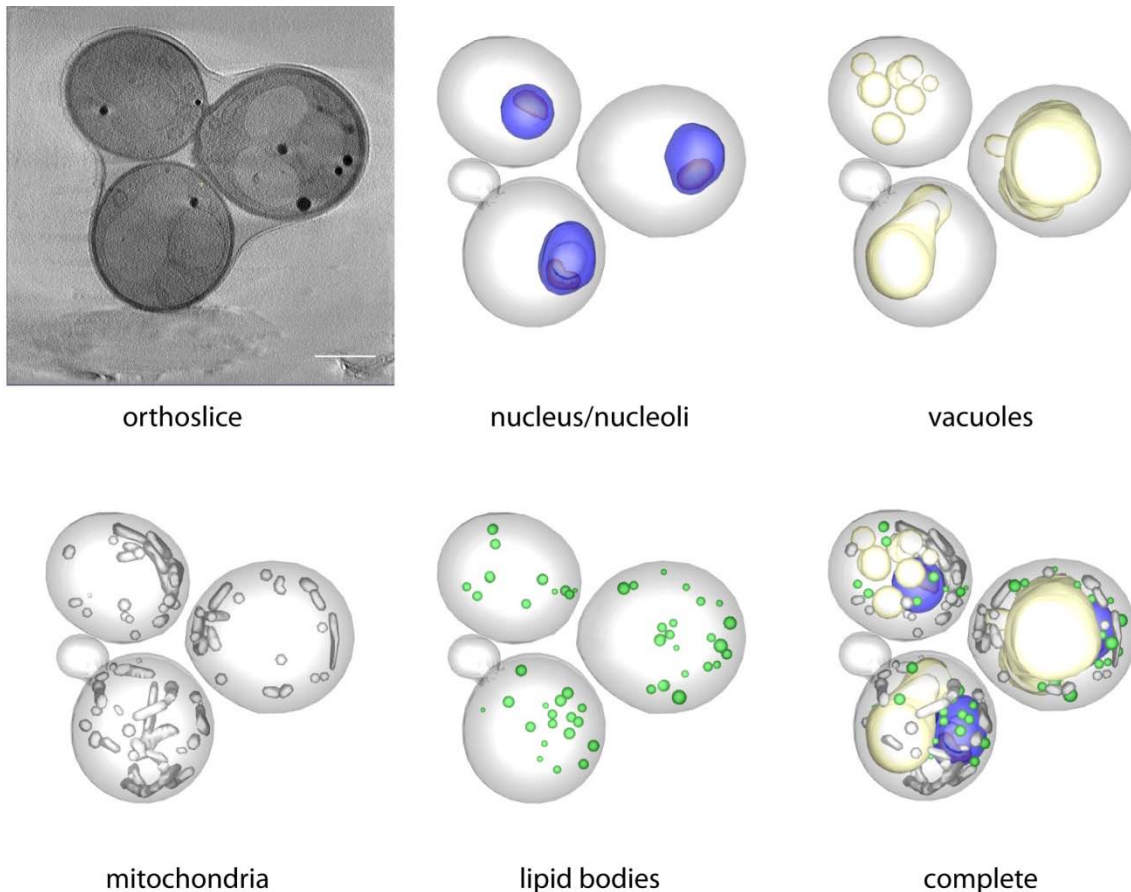 orthoslice
nucleus/nucleoli
vacuoles
mitochondria
lipid bodies
complete